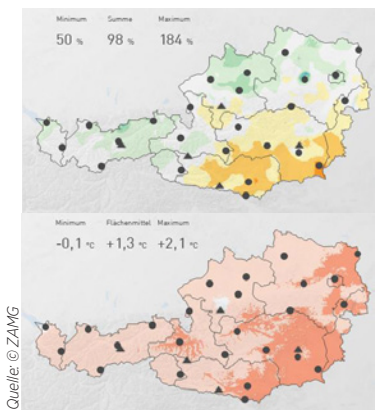 Minimum Summe Maximum
50 % 98 % 184 %
Minimum Flächenmittel Maximum
-0,1 °C +1,3 °C +2,1 °C
Quelle: © ZAMG